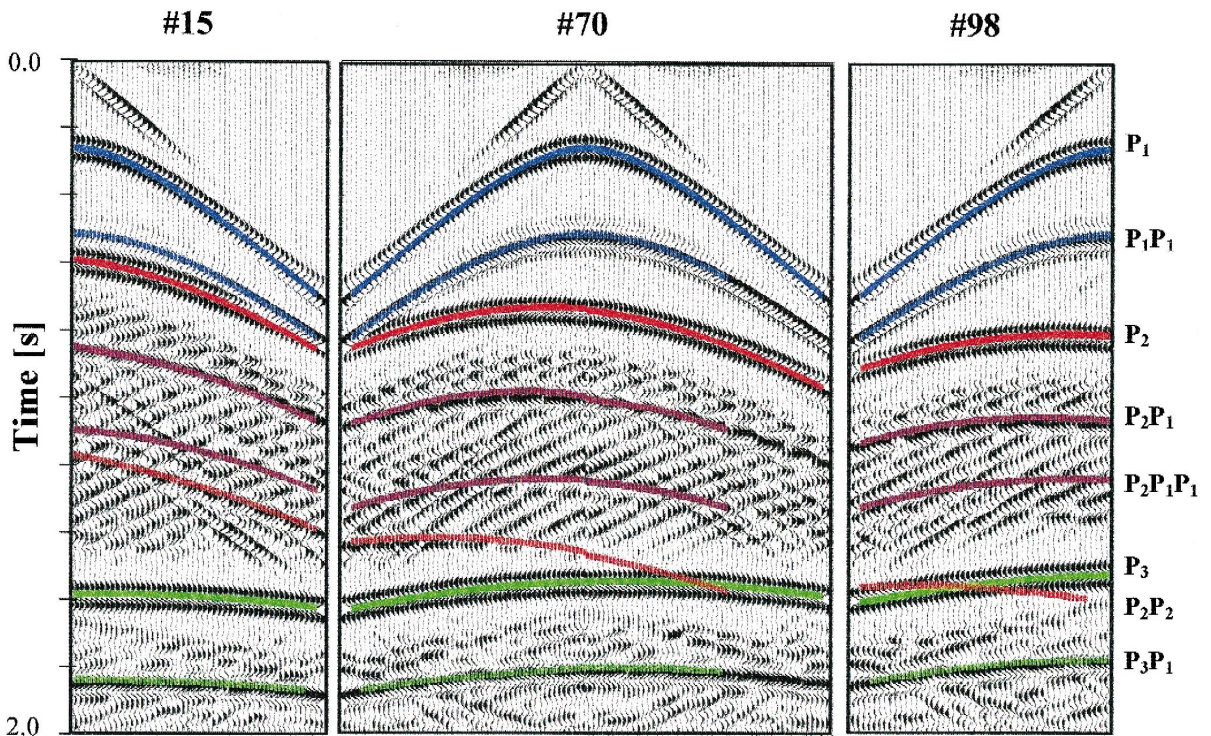 #15 #70 #98
0.0
P₁
P₁P₁
P₂
Time [s]
P₂P₁
P₂P₁P₁
P₃
P₂P₂
P₃P₁
2.0